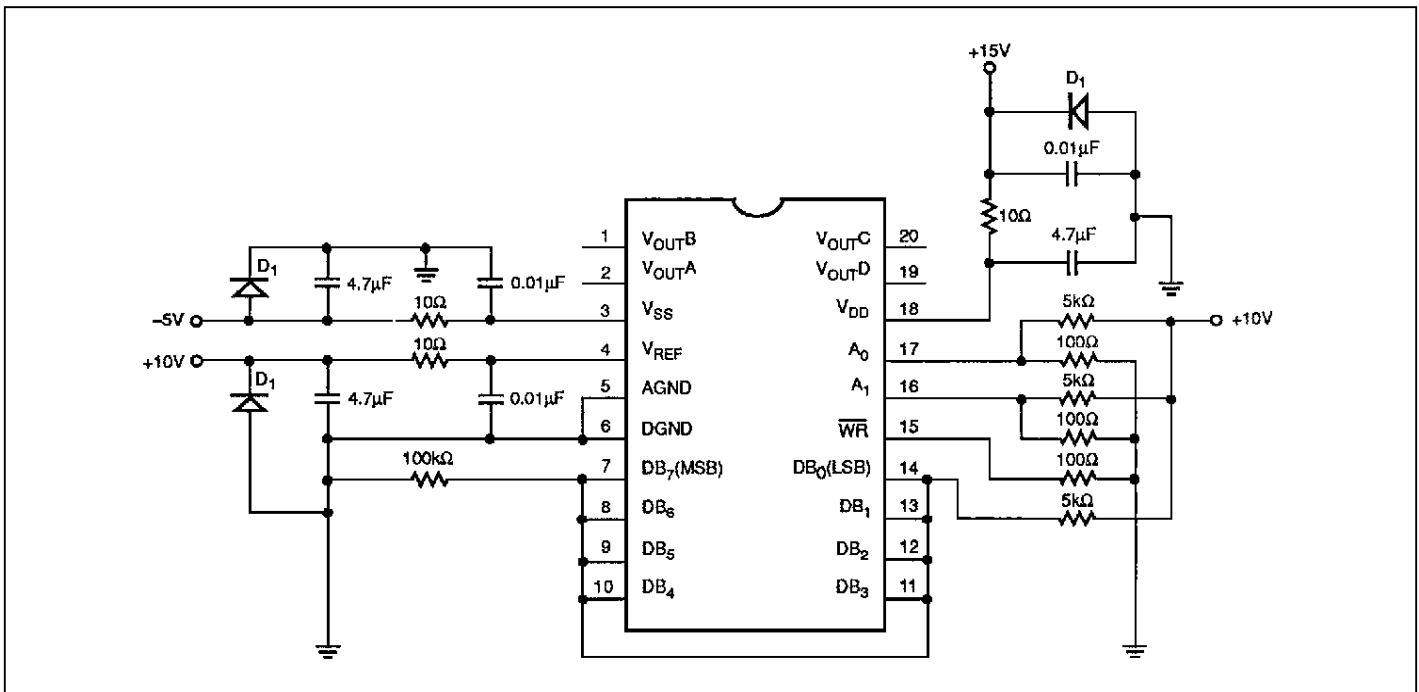 +15V
D1
0.01μF
10Ω
4.7μF
D1
4.7μF
0.01μF
10Ω
–5V
10Ω
+10V
D1
4.7μF
0.01μF
100kΩ
1 VOUTB
2 VOUTA
3 VSS
4 VREF
5 AGND
6 DGND
7 DB7(MSB)
8 DB6
9 DB5
10 DB4
VOUTC 20
VOUTD 19
VDD 18
A0 17
A1 16
WR 15
DB0(LSB) 14
DB1 13
DB2 12
DB3 11
5kΩ
+10V
100Ω
5kΩ
100Ω
100Ω
5kΩ